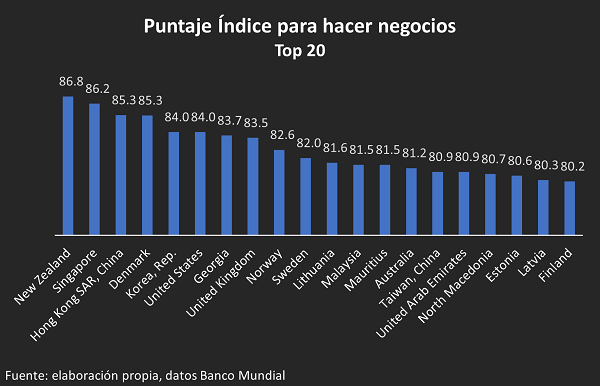 Puntaje Índice para hacer negocios
Top 20
86.8
86.2
85.3
85.3
84.0
84.0
83.7
83.5
82.6
82.0
81.6
81.5
81.5
81.2
80.9
80.9
80.7
80.6
80.3
80.2
New Zealand
Singapore
Hong Kong SAR, China
Denmark
Korea, Rep.
United States
Georgia
United Kingdom
Norway
Sweden
Lithuania
Malaysia
Mauritius
Australia
Taiwan, China
United Arab Emirates
North Macedonia
Estonia
Latvia
Finland
Fuente: elaboración propia, datos Banco Mundial